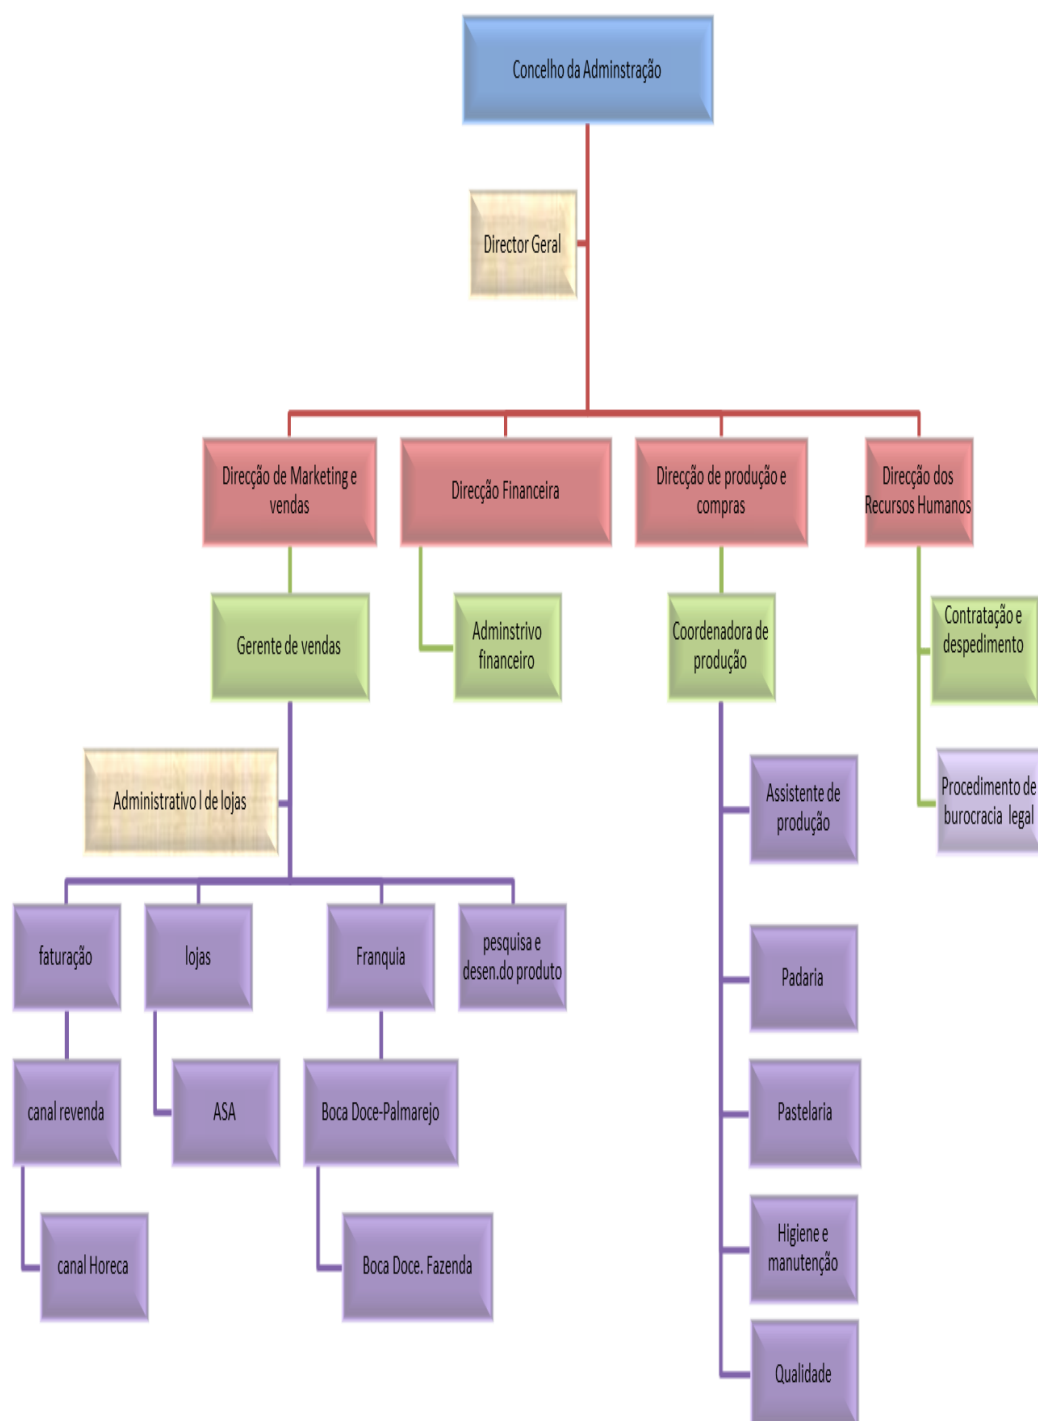 Concelho da Adminstração
Director Geral
Direcção de Marketing e
vendas
Direcção Financeira
Direcção de produção e
compras
Direcção dos
Recursos Humanos
Gerente de vendas
Adminstrivo
financeiro
Coordenadora de
produção
Contratação e
despedimento
Administrativo l de lojas
Assistente de
produção
Procedimento de
burocracia legal
faturação
lojas
Franquia
pesquisa e
desen.do produto
Padaria
canal revenda
ASA
Boca Doce-Palmarejo
Pastelaria
canal Horeca
Boca Doce. Fazenda
Higiene e
manutenção
Qualidade